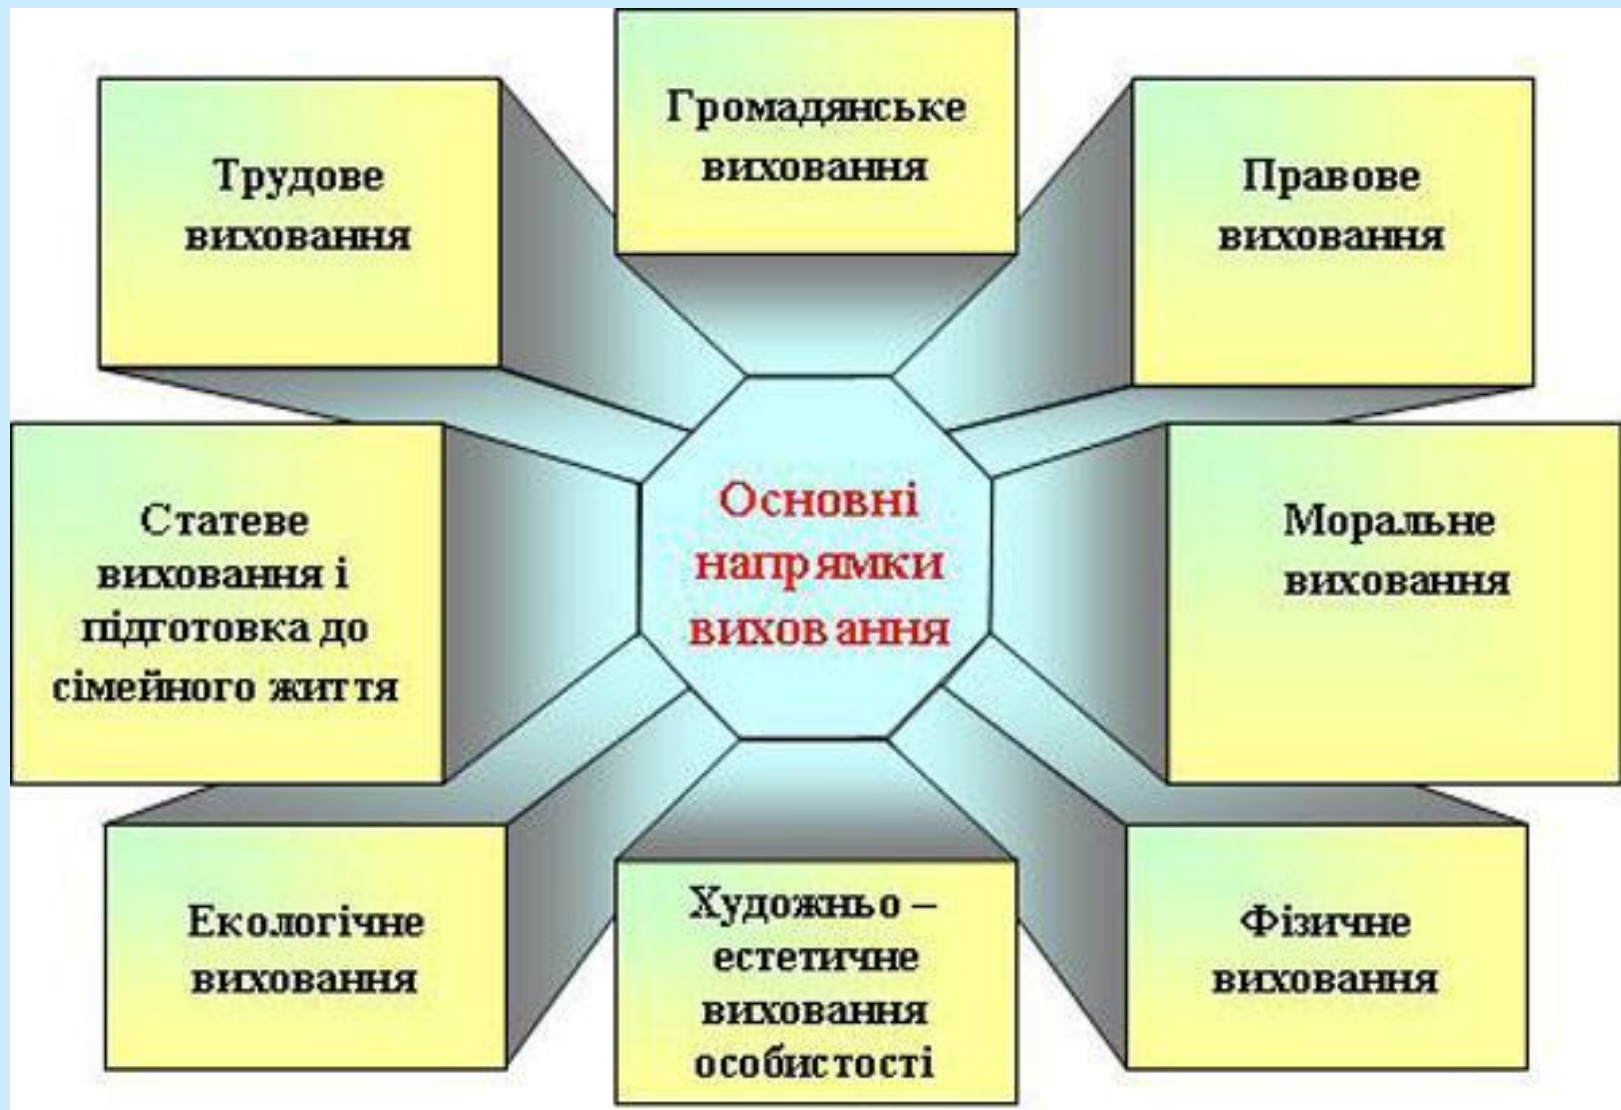 Громадянське
виховання
Трудове
виховання
Правове
виховання
Статеве
виховання і
підготовка до
сімейного життя
Основні
напрямки
виховання
Моральне
виховання
Екологічне
виховання
Художньо –
естетичне
виховання
особистості
Фізичне
виховання